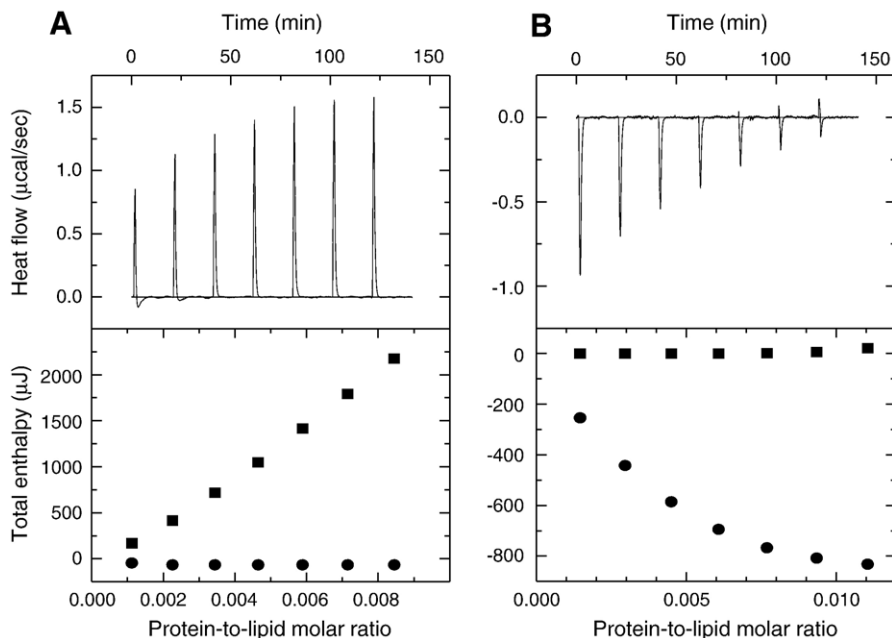 A
Time (min)
0 50 100 150
Heat flow (µcal/sec)
1.5
1.0
0.5
0.0
Total enthalpy (µJ)
2000
1500
1000
500
0
0.000 0.002 0.004 0.006 0.008
Protein-to-lipid molar ratio
B
Time (min)
0 50 100 150
0.0
-0.5
-1.0
0
-200
-400
-600
-800
0.000 0.005 0.010
Protein-to-lipid molar ratio